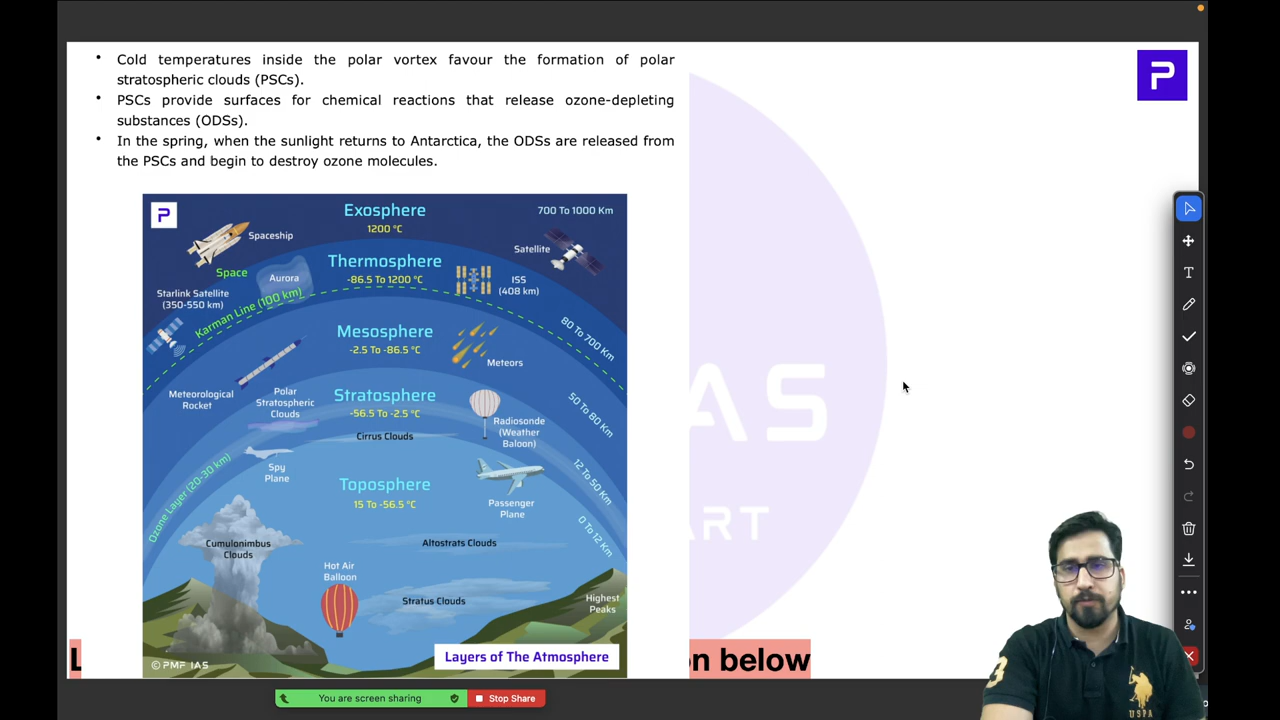 • Cold temperatures inside the polar vortex favour the formation of polar
stratospheric clouds (PSCs).
• PSCs provide surfaces for chemical reactions that release ozone-depleting
substances (ODSs).
• In the spring, when the sunlight returns to Antarctica, the ODSs are released from
the PSCs and begin to destroy ozone molecules.
P
P
Exosphere
1200 °C
700 To 1000 Km
Spaceship
Satellite
Space
Thermosphere
-86.5 To 1200 °C
Aurora
ISS
(408 km)
Starlink Satellite
(350-550 km)
Karman Line (100 km)
80 To 700 Km
Mesosphere
-2.5 To -86.5 °C
Meteors
Meteorological
Rocket
Polar
Stratospheric
Clouds
Stratosphere
-56.5 To -2.5 °C
50 To 80 Km
Radiosonde
(Weather
Baloon)
Cirrus Clouds
Spy
Plane
Ozone Layer (20-30 km)
12 To 50 Km
Toposphere
15 To -56.5 °C
Passenger
Plane
0 To 12 Km
Cumulonimbus
Clouds
Altostrats Clouds
Hot Air
Balloon
Stratus Clouds
Highest
Peaks
Layers of The Atmosphere
© PMF IAS
AS
ART
n below
You are screen sharing
Stop Share
T
3
USPA